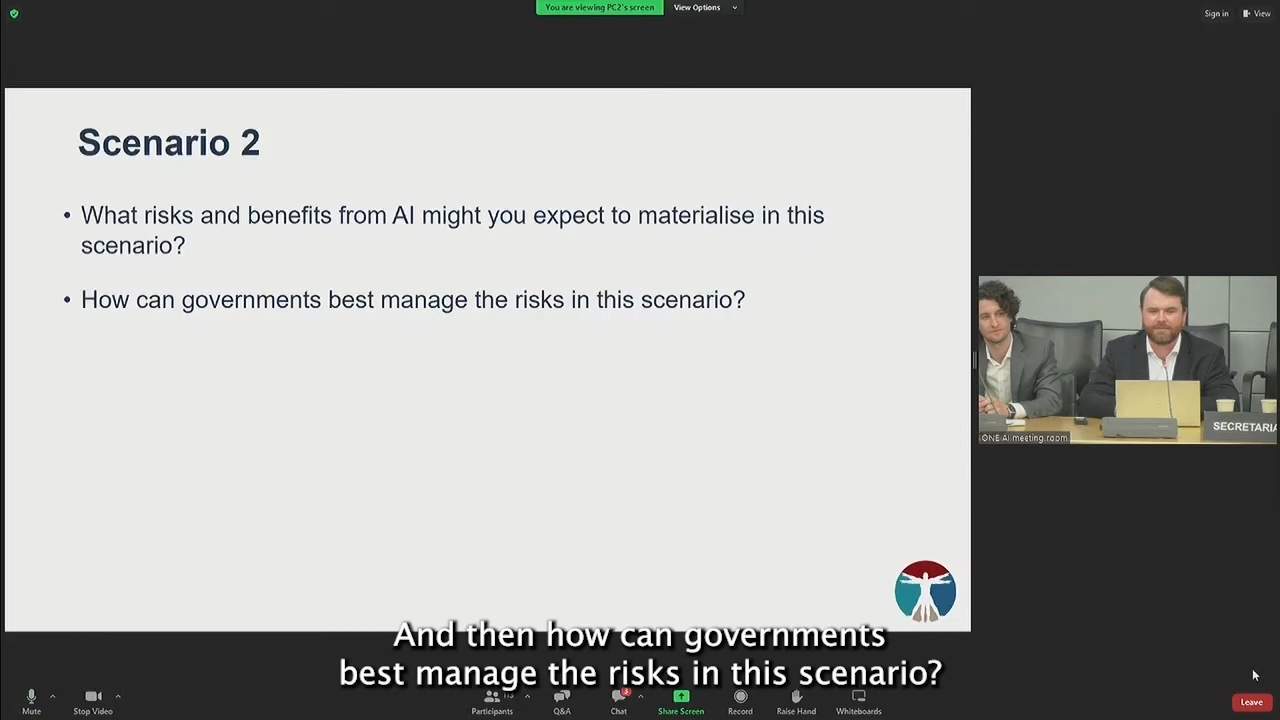 You are viewing PC2's screen
View Options
Sign in
View
Scenario 2
• What risks and benefits from AI might you expect to materialise in this
scenario?
• How can governments best manage the risks in this scenario?
ONE AI meeting room
SECRETARIA
And then how can governments
best manage the risks in this scenario?
Mute
Stop Video
Participants
Q&A
3
Chat
Share Screen
Record
Raise Hand
Whiteboards
Leave